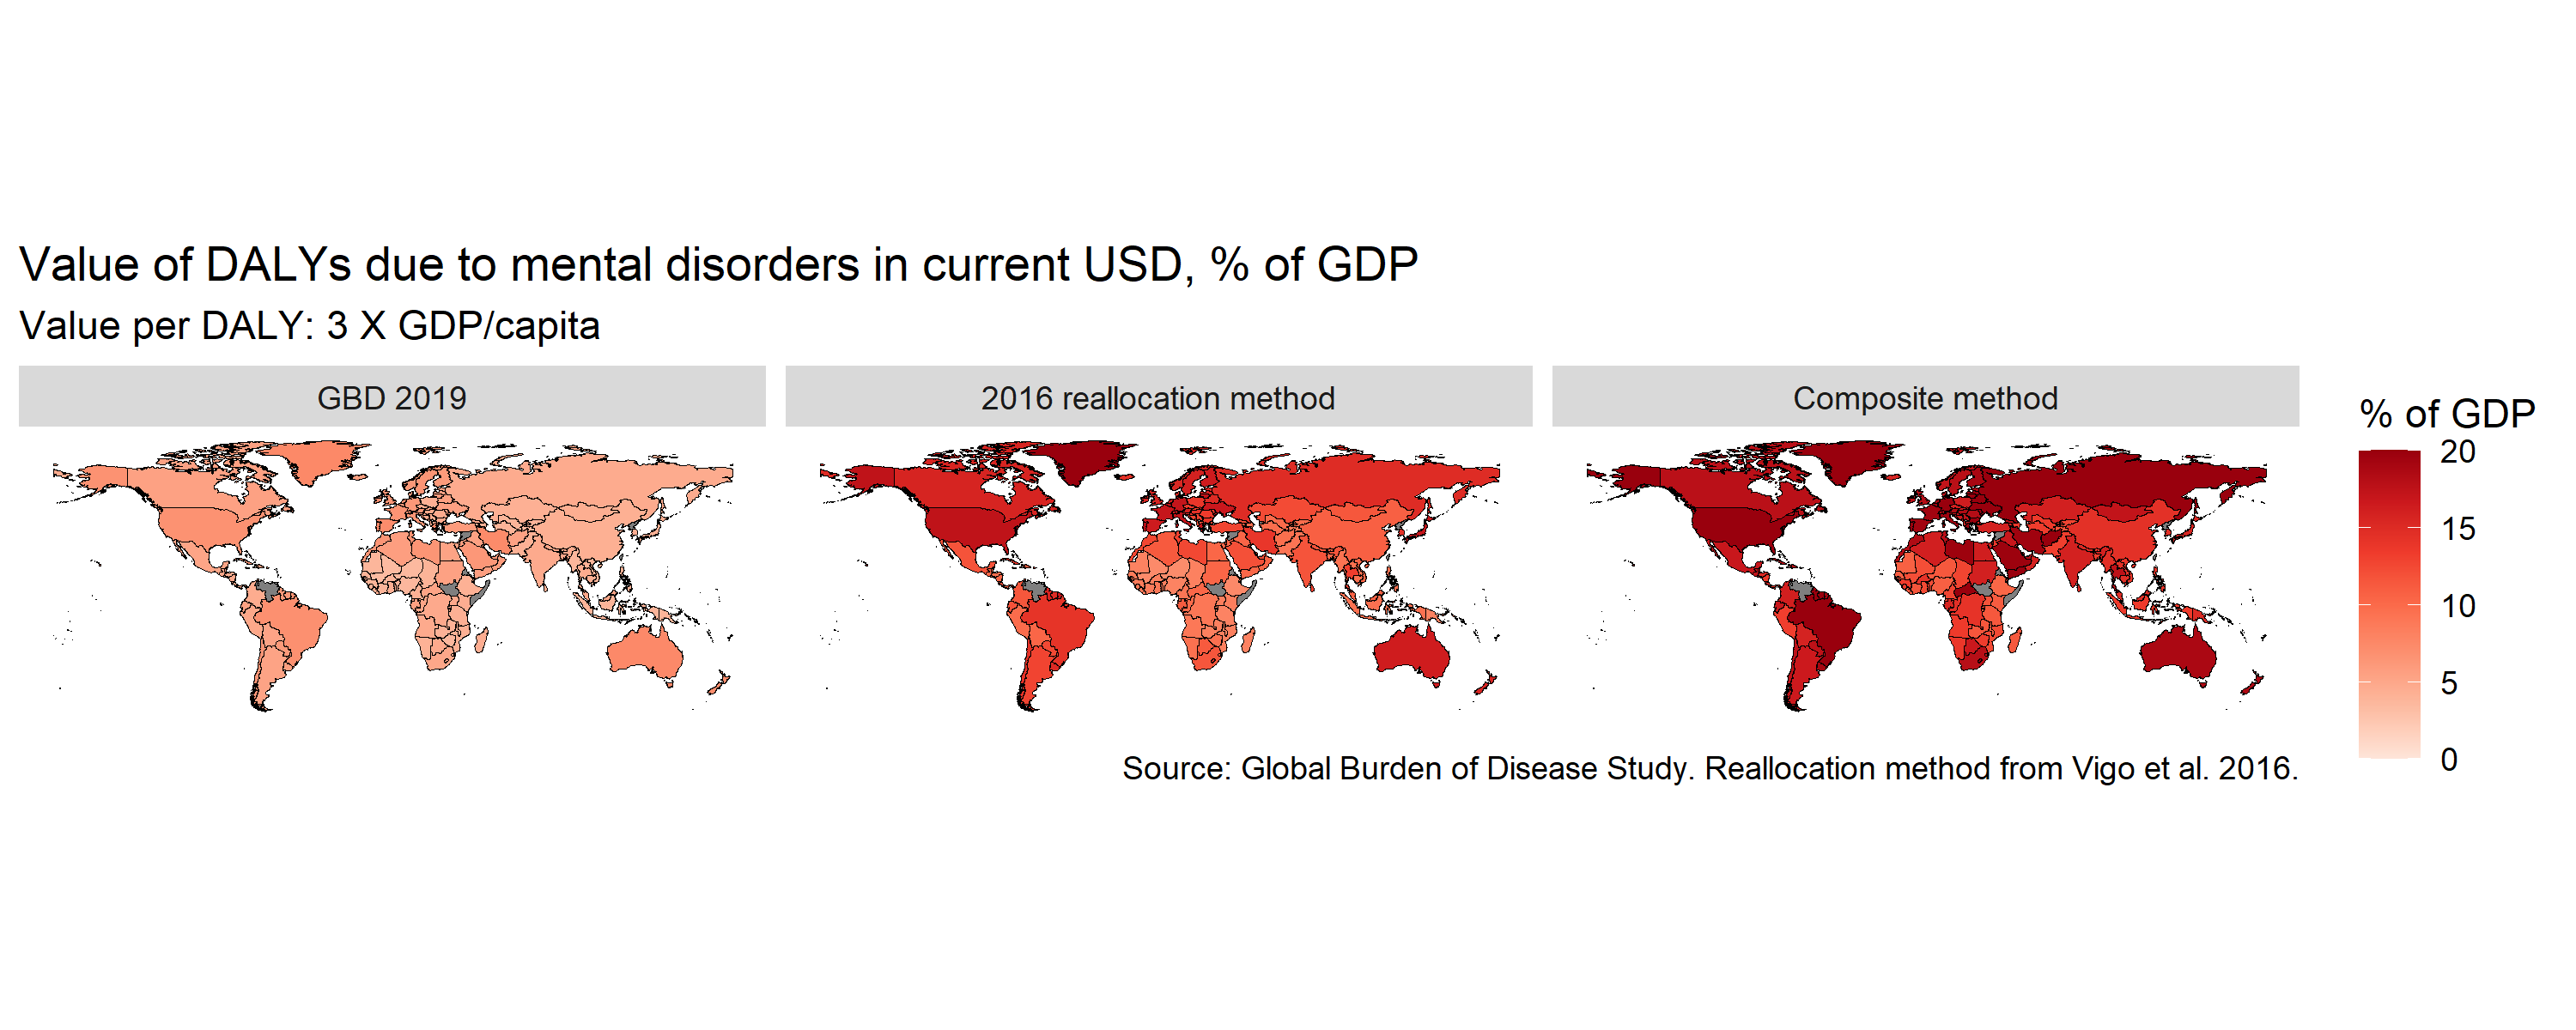 Value of DALYs due to mental disorders in current USD, % of GDP
Value per DALY: 3 X GDP/capita
GBD 2019
2016 reallocation method
Composite method
% of GDP
20
15
10
5
0
Source: Global Burden of Disease Study. Reallocation method from Vigo et al. 2016.